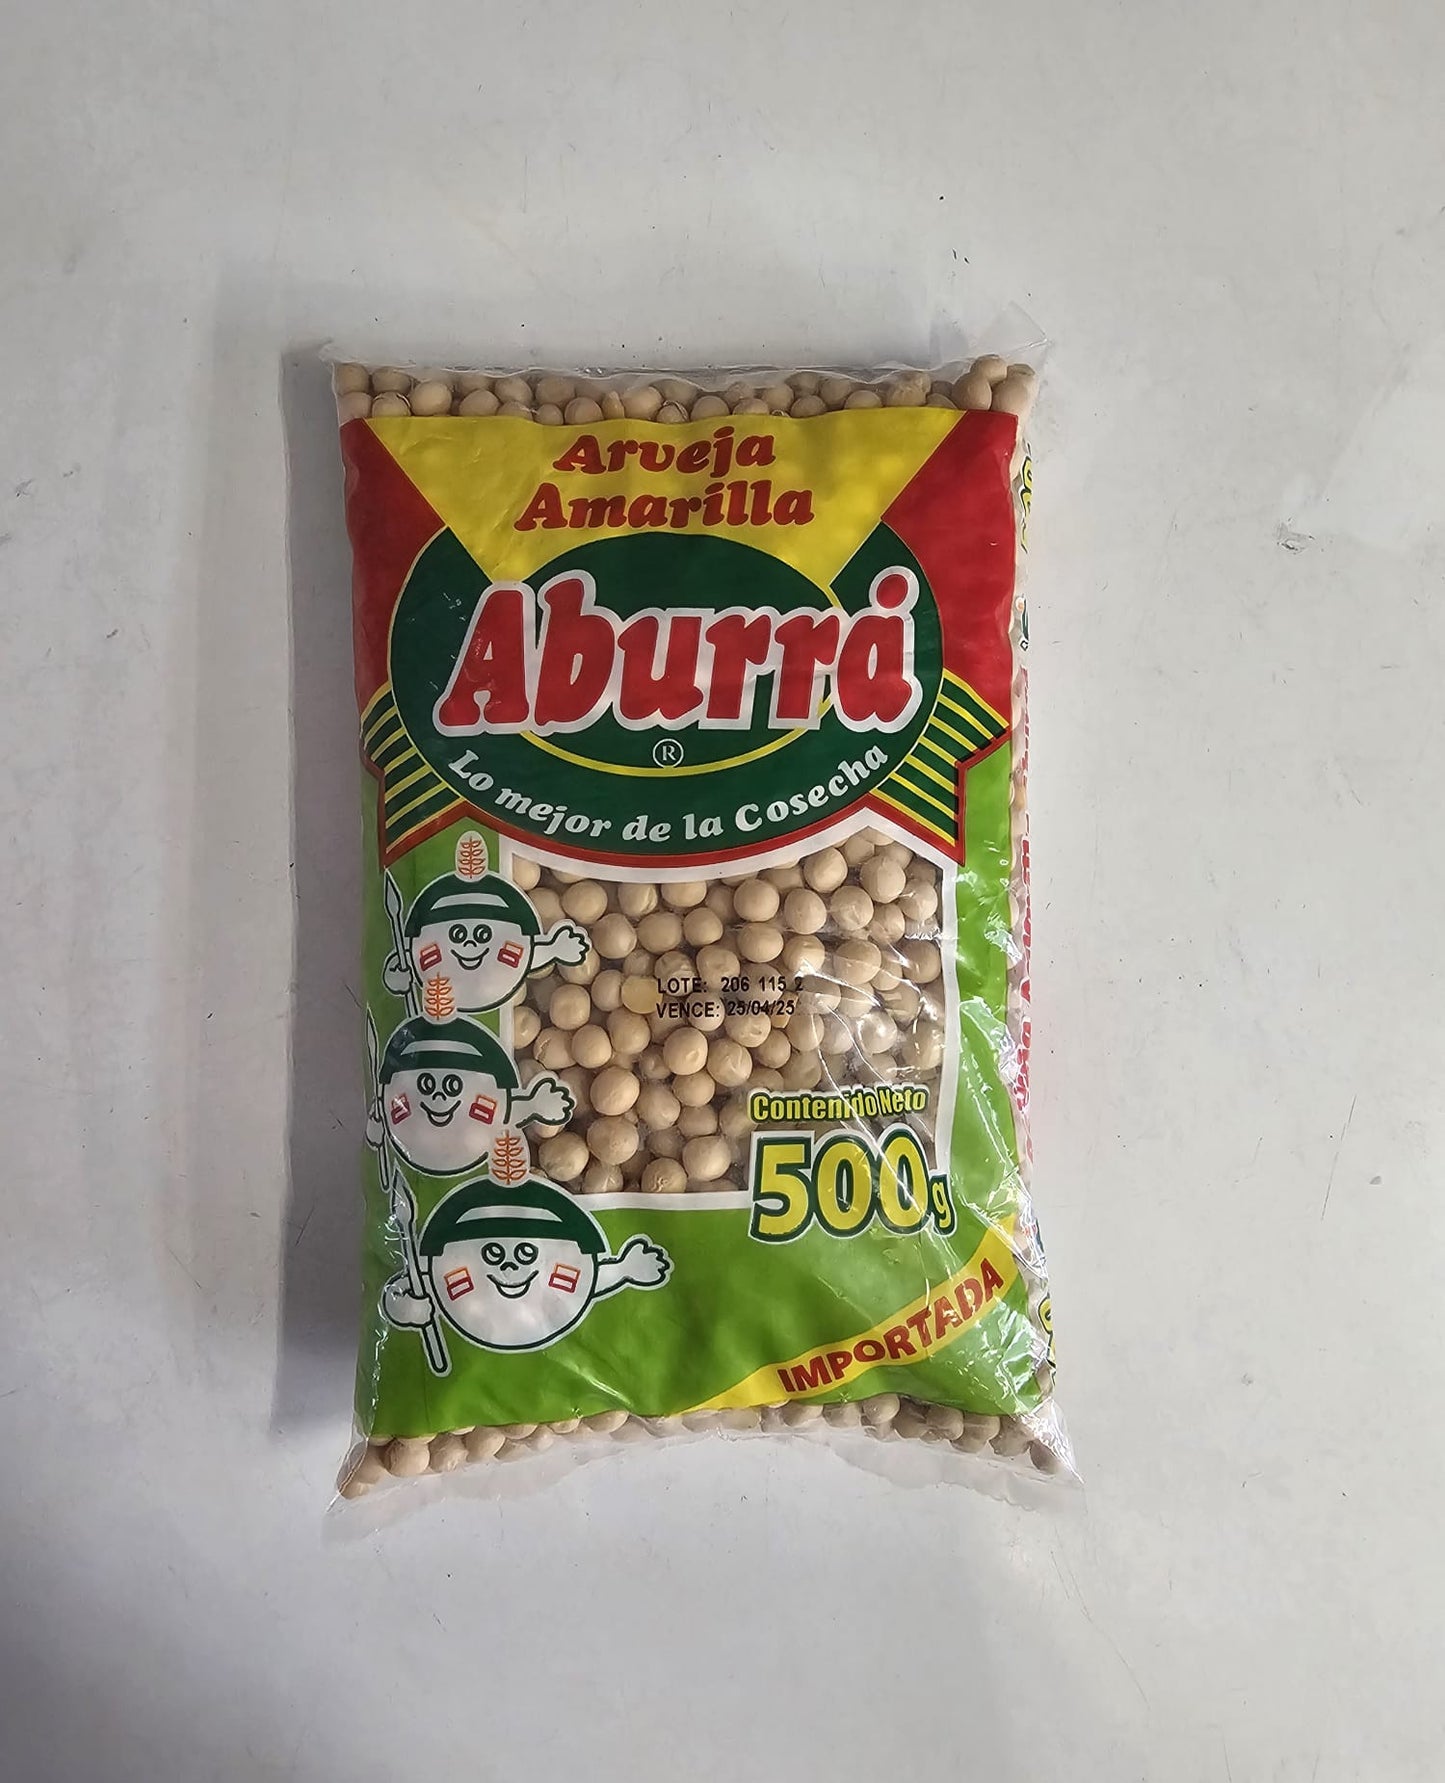 Arveja
Amarilla
Aburrá
®
Lo mejor de la Cosecha
LOTE: 206 115 2
VENCE: 25/04/25
Contenido Neto
500g
IMPORTADA